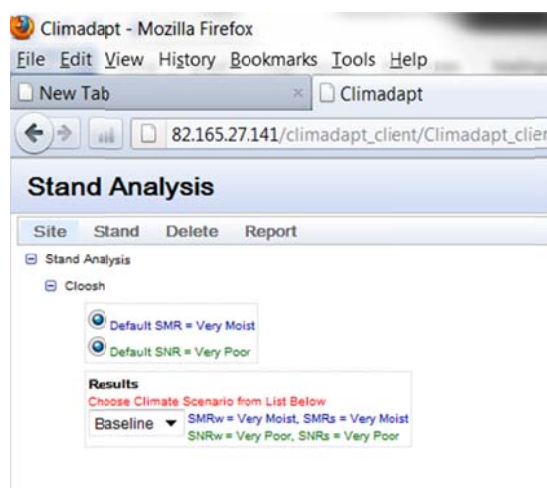 Climadapt - Mozilla Firefox
File Edit View History Bookmarks Tools Help
New Tab × Climadapt
82.165.27.141/climadapt_client/Climadapt_clier
Stand Analysis
Site Stand Delete Report
Stand Analysis
Cloosh
Default SMR = Very Moist
Default SNR = Very Poor
Results
Choose Climate Scenario from List Below
Baseline SMRw = Very Moist, SMRs = Very Moist
SNRw = Very Poor, SNRs = Very Poor